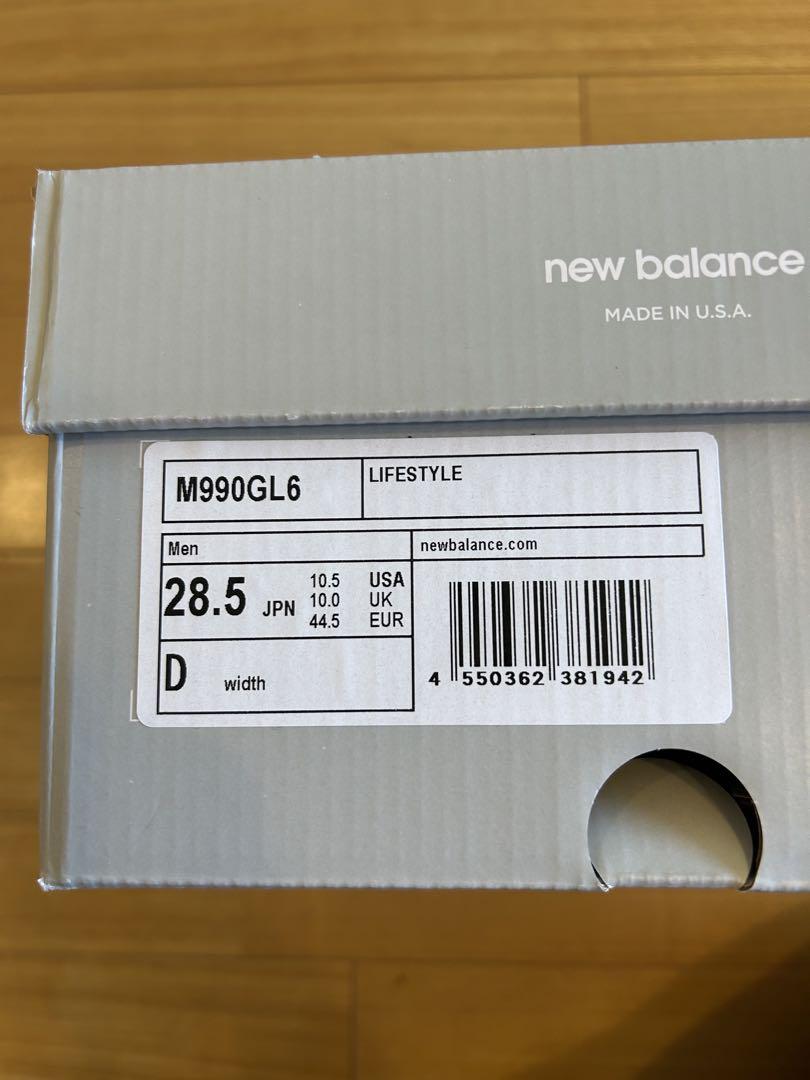 new balance
MADE IN U.S.A.
M990GL6
LIFESTYLE
Men
newbalance.com
28.5 JPN
10.5 USA
10.0 UK
44.5 EUR
D width
4 550362 381942